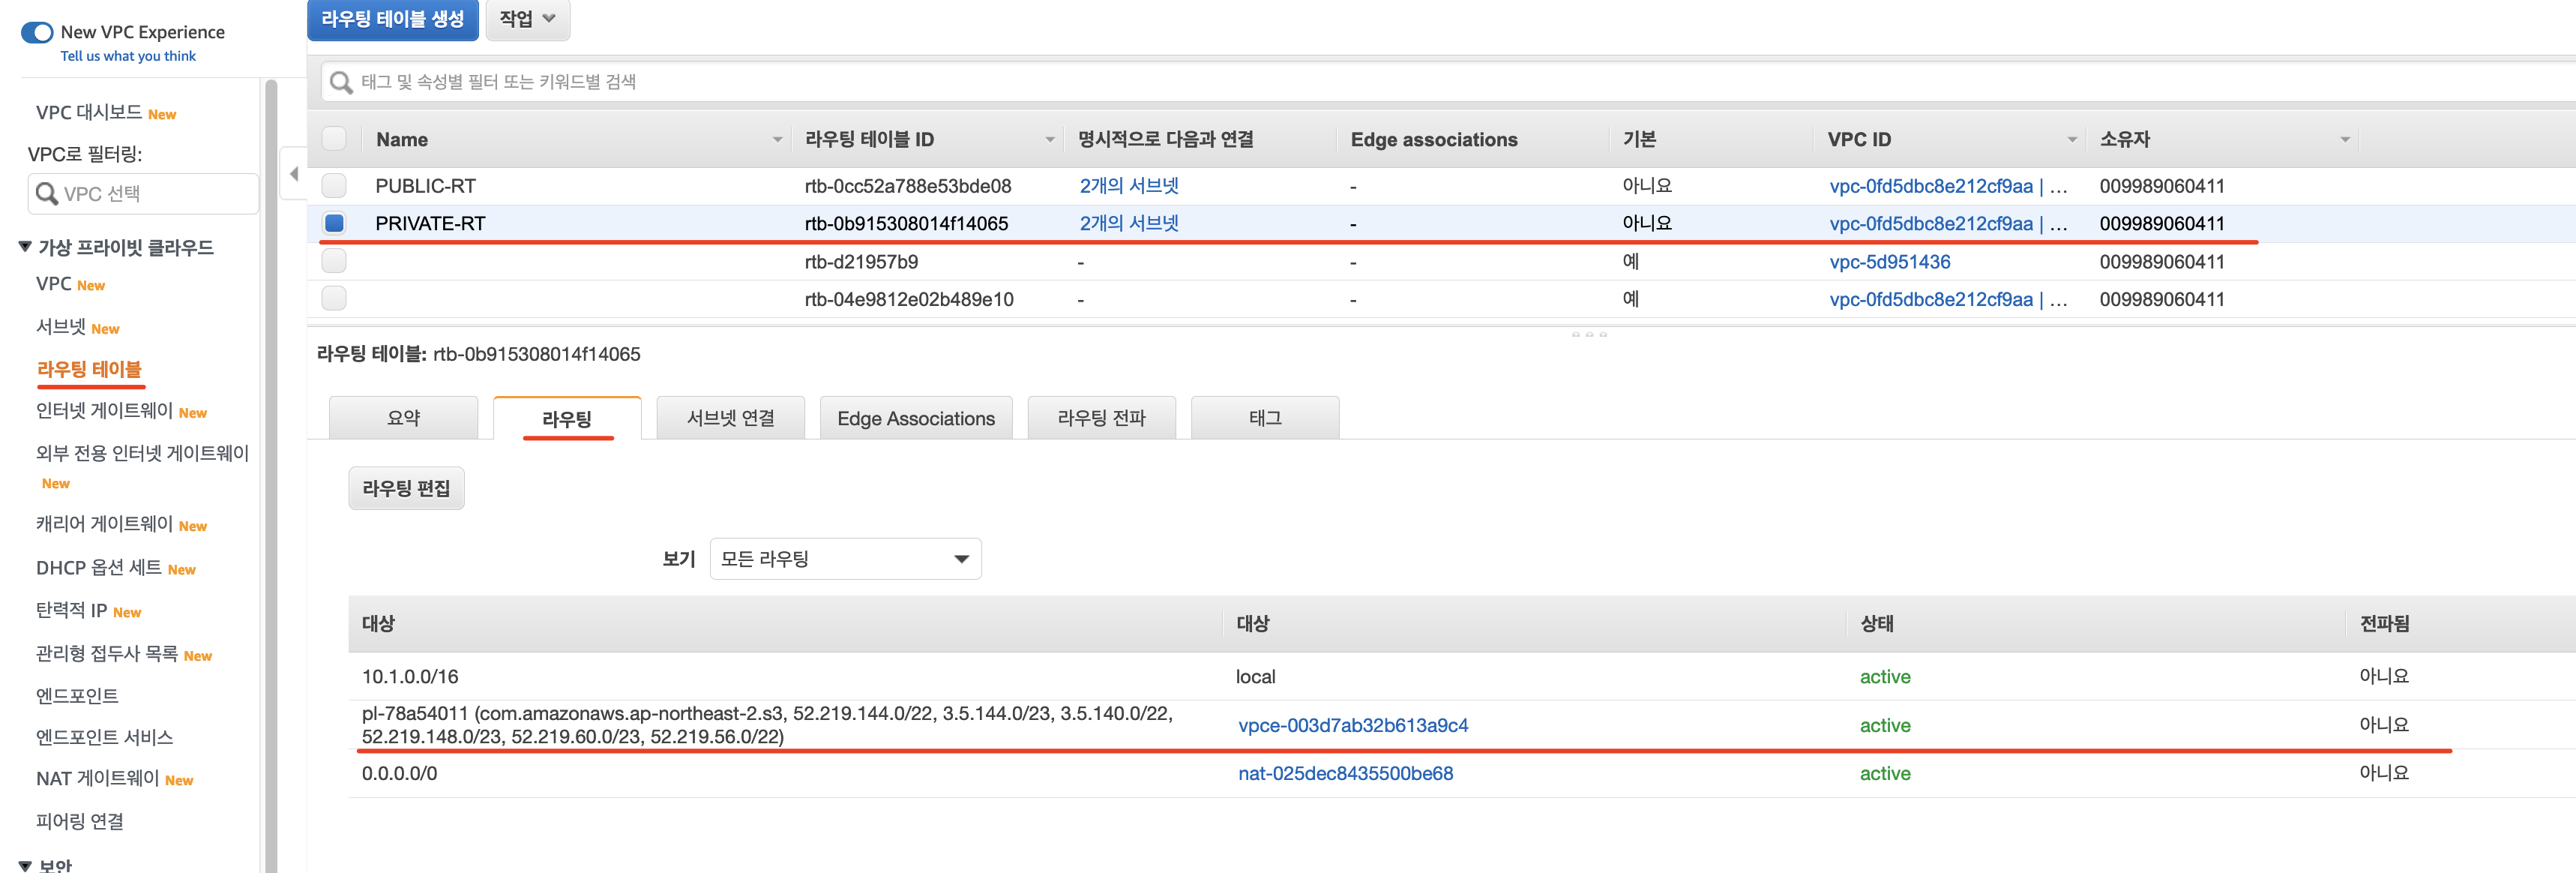 New VPC Experience
Tell us what you think
VPC 대시보드 New
VPC로 필터링:
VPC 선택
가상 프라이빗 클라우드
VPC New
서브넷 New
라우팅 테이블
인터넷 게이트웨이 New
외부 전용 인터넷 게이트웨이
New
캐리어 게이트웨이 New
DHCP 옵션 세트 New
탄력적 IP New
관리형 접두사 목록 New
엔드포인트
엔드포인트 서비스
NAT 게이트웨이 New
피어링 연결
보안
라우팅 테이블 생성 작업
태그 및 속성별 필터 또는 키워드별 검색
Name 라우팅 테이블 ID 명시적으로 다음과 연결 Edge associations 기본 VPC ID 소유자
PUBLIC-RT rtb-0cc52a788e53bde08 2개의 서브넷 - 아니요 vpc-0fd5dbc8e212cf9aa | ... 009989060411
PRIVATE-RT rtb-0b915308014f14065 2개의 서브넷 - 아니요 vpc-0fd5dbc8e212cf9aa | ... 009989060411
rtb-d21957b9 - - 예 vpc-5d951436 009989060411
rtb-04e9812e02b489e10 - - 예 vpc-0fd5dbc8e212cf9aa | ... 009989060411
라우팅 테이블: rtb-0b915308014f14065
요약 라우팅 서브넷 연결 Edge Associations 라우팅 전파 태그
라우팅 편집
보기 모든 라우팅
대상 대상 상태 전파됨
10.1.0.0/16 local active 아니요
pl-78a54011 (com.amazonaws.ap-northeast-2.s3, 52.219.144.0/22, 3.5.144.0/23, 3.5.140.0/22,
52.219.148.0/23, 52.219.60.0/23, 52.219.56.0/22) vpce-003d7ab32b613a9c4 active 아니요
0.0.0.0/0 nat-025dec8435500be68 active 아니요